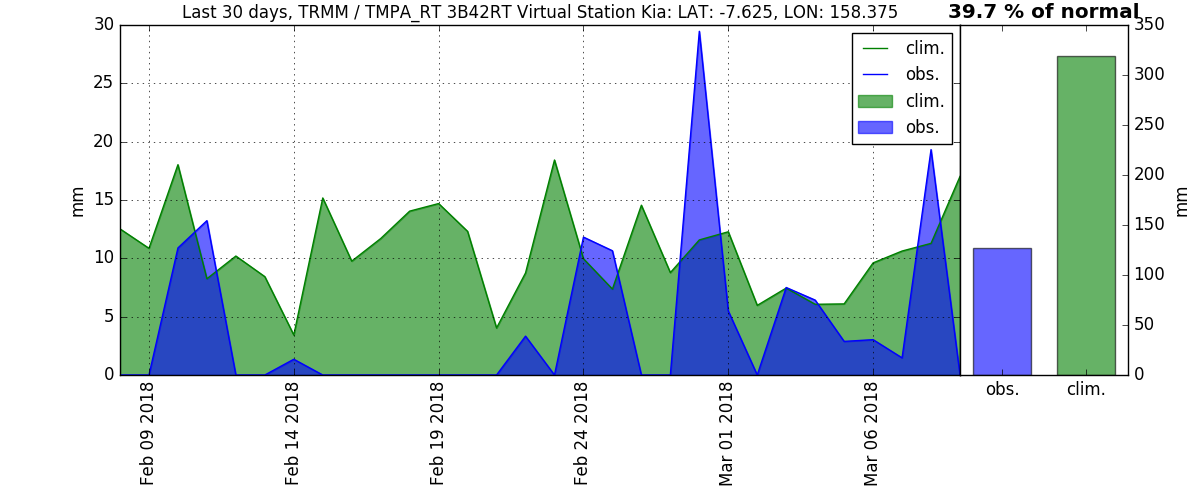 Last 30 days, TRMM / TMPA_RT 3B42RT Virtual Station Kia: LAT: -7.625, LON: 158.375
39.7 % of normal
30
25
20
15
10
5
0
mm
clim.
obs.
clim.
obs.
350
300
250
200
150
100
50
0
mm
obs.
clim.
Feb 09 2018
Feb 14 2018
Feb 19 2018
Feb 24 2018
Mar 01 2018
Mar 06 2018